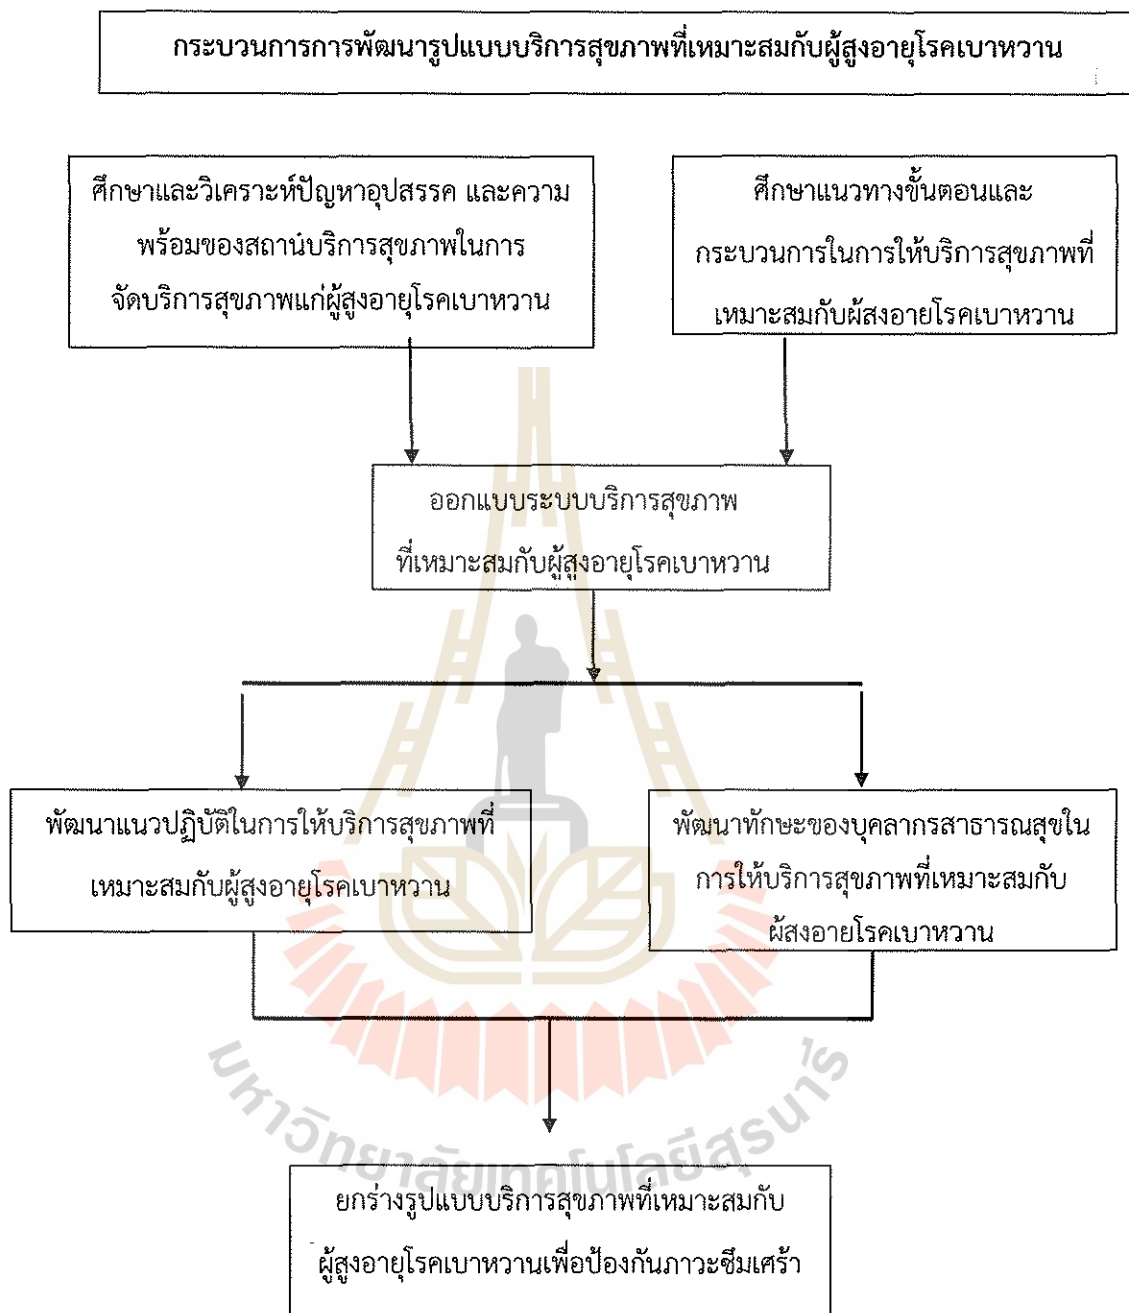 กระบวนการการพัฒนารูปแบบบริการสุขภาพที่เหมาะสมกับผู้สูงอายุโรคเบาหวาน
ศึกษาและวิเคราะห์ปัญหาอุปสรรค และความ
พร้อมของสถานบริการสุขภาพในการ
จัดบริการสุขภาพแก่ผู้สูงอายุโรคเบาหวาน
ศึกษาแนวทางขั้นตอนและ
กระบวนการในการให้บริการสุขภาพที่
เหมาะสมกับผู้สูงอายุโรคเบาหวาน
ออกแบบระบบบริการสุขภาพ
ที่เหมาะสมกับผู้สูงอายุโรคเบาหวาน
พัฒนาแนวปฏิบัติในการให้บริการสุขภาพที่
เหมาะสมกับผู้สูงอายุโรคเบาหวาน
พัฒนาทักษะของบุคลากรสาธารณสุขใน
การให้บริการสุขภาพที่เหมาะสมกับ
ผู้สูงอายุโรคเบาหวาน
มหาวิทยาลัยเทคโนโลยีสุรนารี
ยกร่างรูปแบบบริการสุขภาพที่เหมาะสมกับ
ผู้สูงอายุโรคเบาหวานเพื่อป้องกันภาวะซึมเศร้า